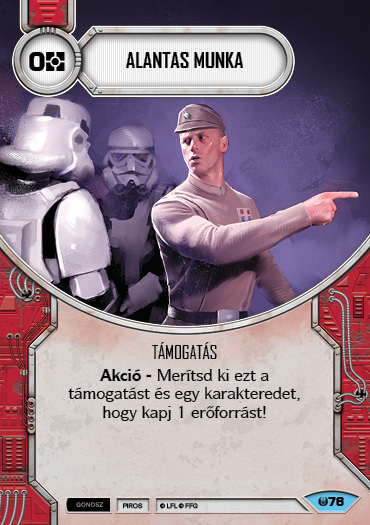 0
ALANTAS MUNKA
TÁMOGATÁS
Akció - Merítsd ki ezt a
támogatást és egy karakteredet,
hogy kapj 1 erőforrást!
GONOSZ PIROS © LFL © FFG 78